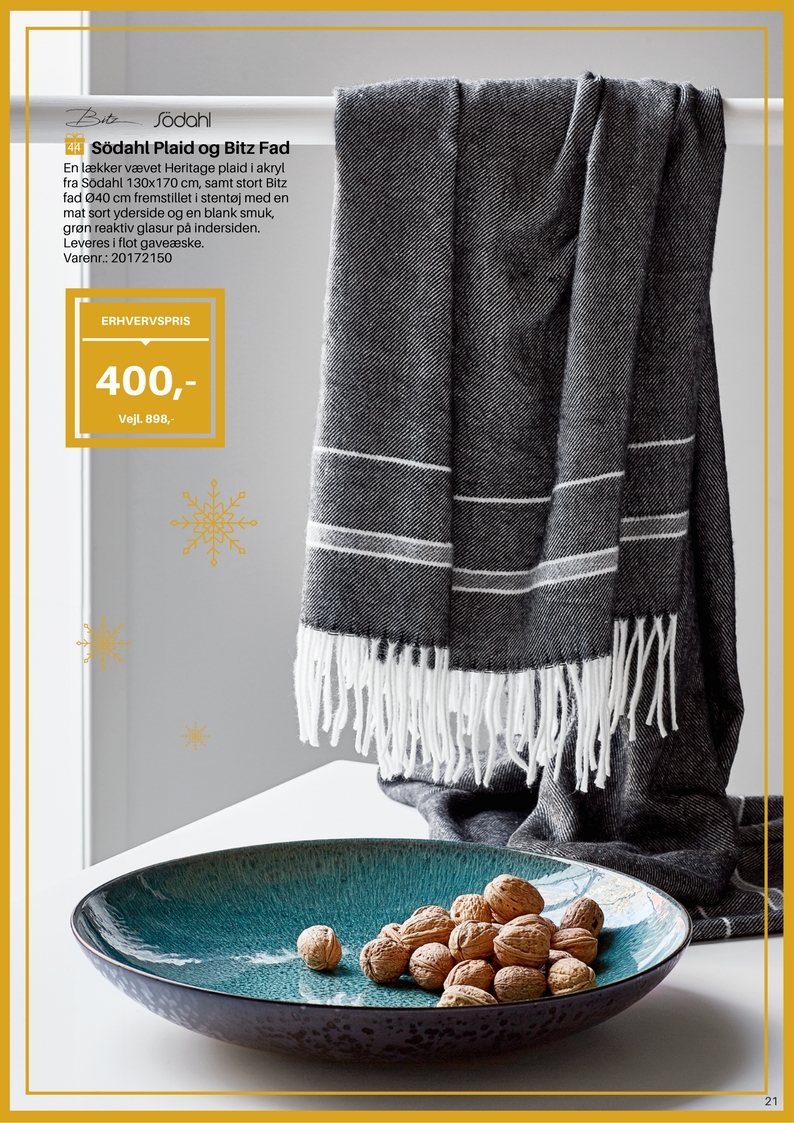 Bitz Södahl
44 Södahl Plaid og Bitz Fad
En lækker vævet Heritage plaid i akryl
fra Södahl 130x170 cm, samt stort Bitz
fad Ø40 cm fremstillet i stentøj med en
mat sort yderside og en blank smuk,
grøn reaktiv glasur på indersiden.
Leveres i flot gaveæske.
Varenr.: 20172150
ERHVERVSPRIS
400,-
Vejl. 898,-
21